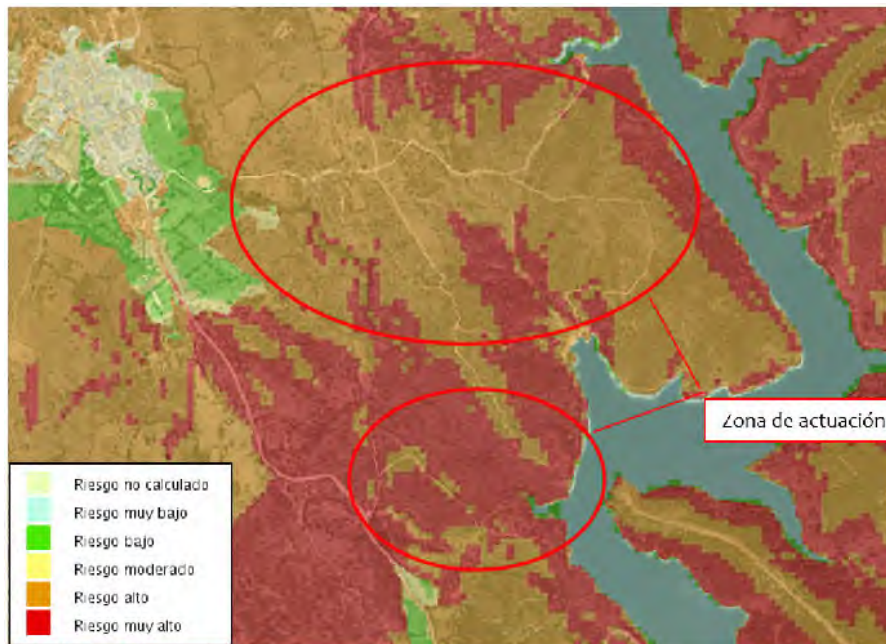 Zona de actuación
Riesgo no calculado
Riesgo muy bajo
Riesgo bajo
Riesgo moderado
Riesgo alto
Riesgo muy alto